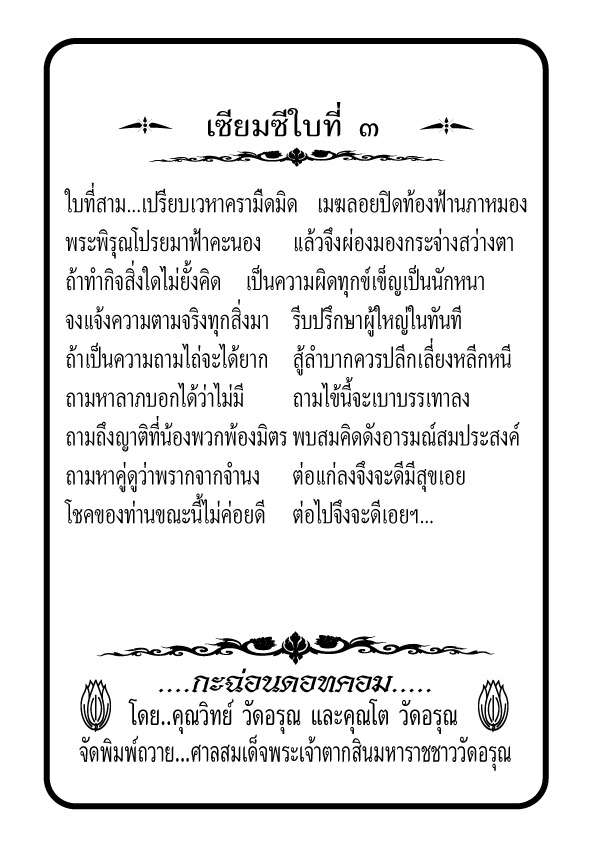 เซียมซีใบที่ ๓
ใบที่สาม...เปรียบเวหาครามืดมิด เมฆลอยปิดท้องฟ้านภาหมอง
พระพิรุณโปรยมาฟ้าคะนอง แล้วจึงผ่องมองกระจ่างสว่างตา
ถ้าทำกิจสิ่งใดไม่ยั้งคิด เป็นความผิดทุกข์เข็ญเป็นนักหนา
จงแจ้งความตามจริงทุกสิ่งมา รีบปรึกษาผู้ใหญ่ในทันที
ถ้าเป็นความถามไถ่จะได้ยาก สู้ลำบากควรปลีกเลี่ยงหลีกหนี
ถามหาลาภบอกได้ว่าไม่มี ถามไข้นี้จะเบาบรรเทาลง
ถามถึงญาติที่น้องพวกพ้องมิตร พบสมคิดดังอารมณ์สมประสงค์
ถามหาคู่ดูว่าพรากจากจำนง ต่อแก่ลงจึงจะดีมีสุขเอย
โชคของท่านขณะนี้ไม่ค่อยดี ต่อไปจึงจะดีเอยฯ...
....กะฉ่อนดอทคอม.....
โดย..คุณวิทย์ วัดอรุณ และคุณโต วัดอรุณ
จัดพิมพ์ถวาย...ศาลสมเด็จพระเจ้าตากสินมหาราชชาววัดอรุณ